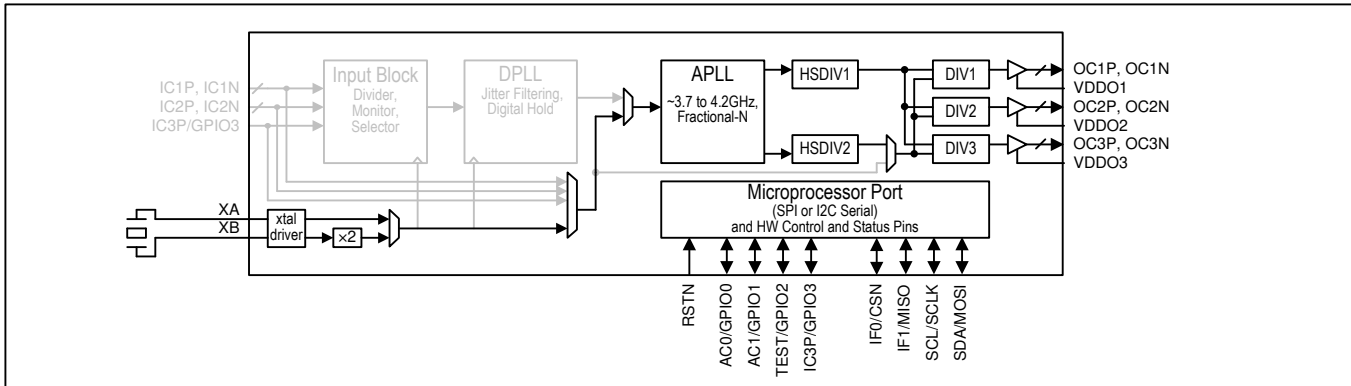 IC1P, IC1N
IC2P, IC2N
IC3P/GPIO3
Input Block
Divider,
Monitor,
Selector
DPLL
Jitter Filtering,
Digital Hold
APLL
~3.7 to 4.2GHz,
Fractional-N
HSDIV1
HSDIV2
DIV1
DIV2
DIV3
OC1P, OC1N
VDDO1
OC2P, OC2N
VDDO2
OC3P, OC3N
VDDO3
XA
XB
xtal
driver
×2
Microprocessor Port
(SPI or I2C Serial)
and HW Control and Status Pins
RSTN
AC0/GPIO0
AC1/GPIO1
TEST/GPIO2
IC3P/GPIO3
IF0/CSN
IF1/MISO
SCL/SCLK
SDA/MOSI